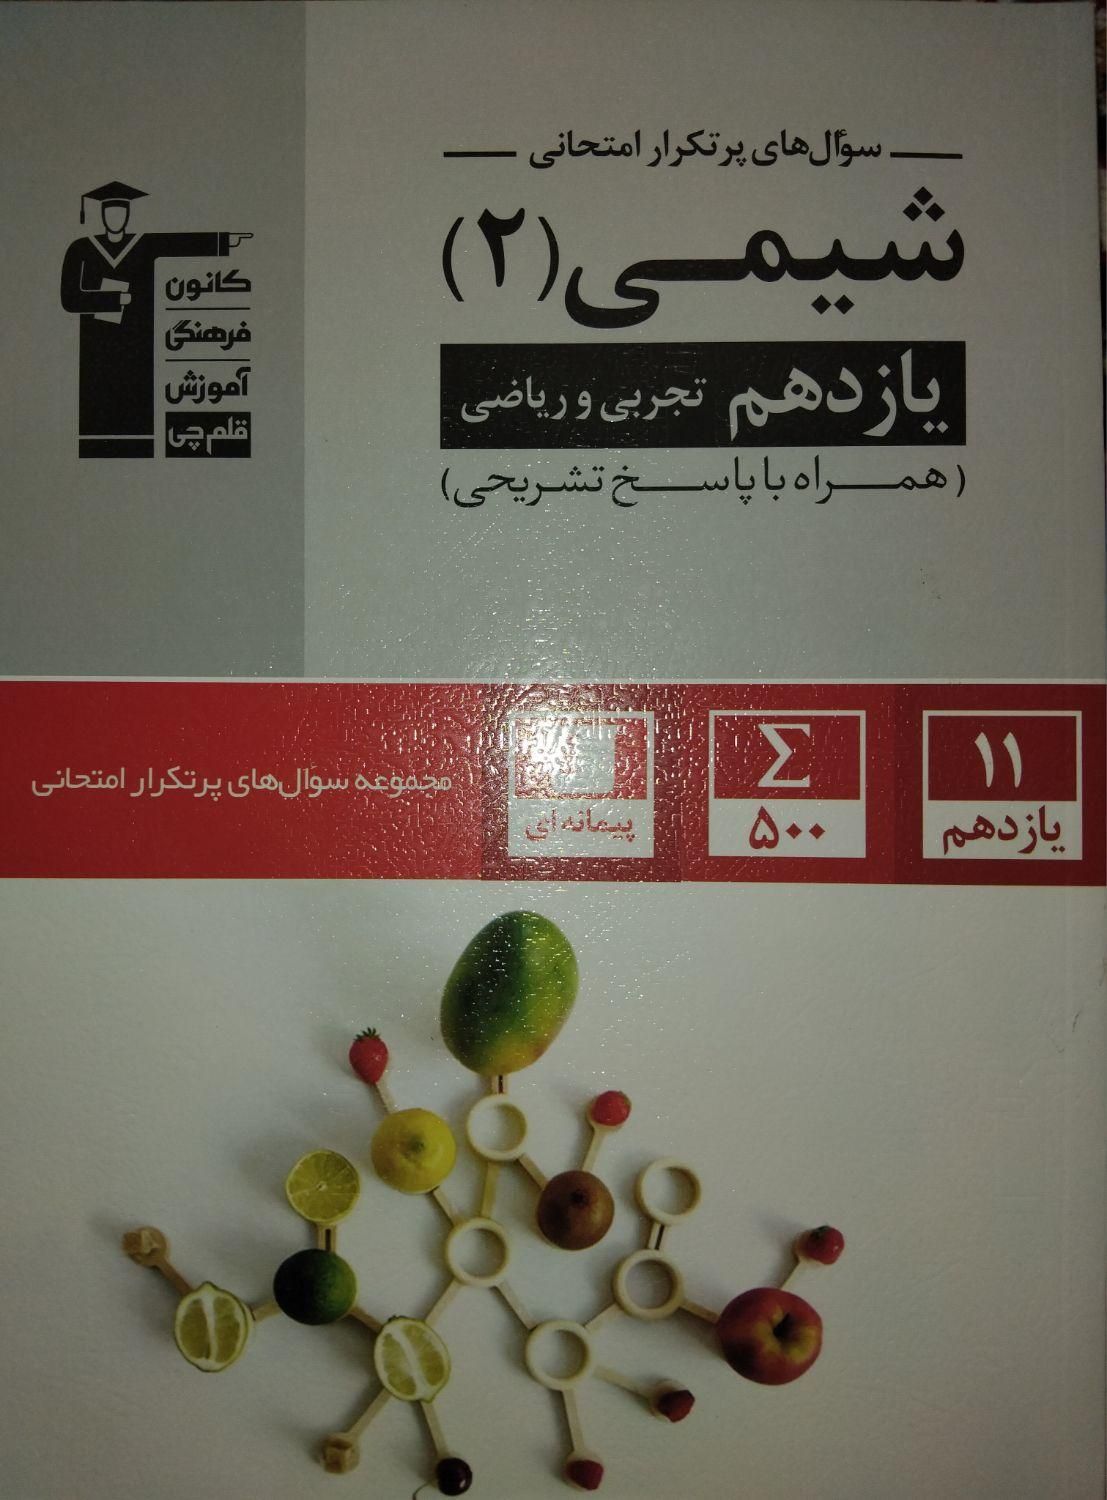 سؤال‌های پرتکرار امتحانی
شیمی (۲)
یازدهم تجربی و ریاضی
(همراه با پاسخ تشریحی)
کانون
فرهنگی
آموزش
قلم‌چی
۱۱
یازدهم
Σ
۵۰۰
پیمانه‌ای
مجموعه سؤال‌های پرتکرار امتحانی